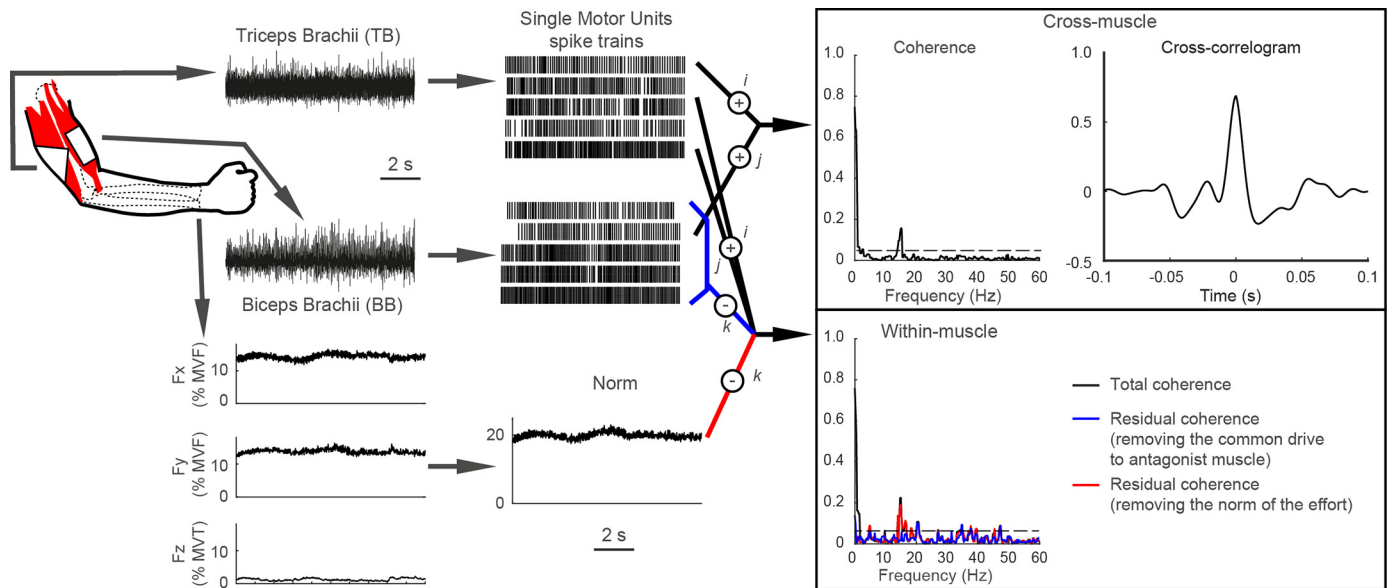 Triceps Brachii (TB)
Single Motor Units
spike trains
2 s
Biceps Brachii (BB)
i
+
+
j
i
+
j
-
k
-
k
Fx
(% MVF)
10
0
Fy
(% MVF)
10
0
Fz
(% MVT)
10
0
Norm
20
0
2 s
Cross-muscle
Coherence
1.0
0.8
0.6
0.4
0.2
0
0 10 20 30 40 50 60
Frequency (Hz)
Cross-correlogram
1.0
0.5
0
-0.5
-0.1 -0.05 0 0.05 0.1
Time (s)
Within-muscle
1.0
0.8
0.6
0.4
0.2
0
0 10 20 30 40 50 60
Frequency (Hz)
Total coherence
Residual coherence
(removing the common drive
to antagonist muscle)
Residual coherence
(removing the norm of the effort)